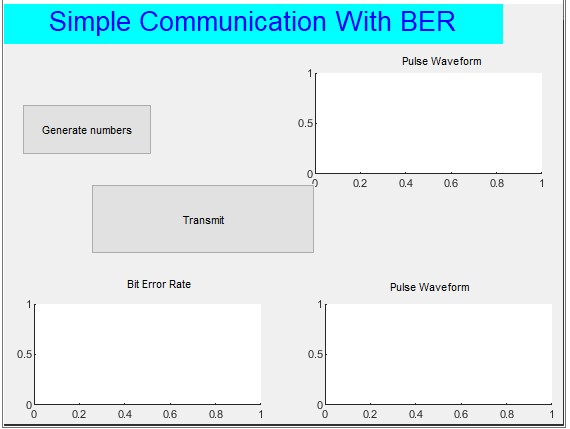 Simple Communication With BER
Pulse Waveform
1
0.5
0
0 0.2 0.4 0.6 0.8 1
Generate numbers
Transmit
Bit Error Rate
1
0.5
0
0 0.2 0.4 0.6 0.8 1
Pulse Waveform
1
0.5
0
0 0.2 0.4 0.6 0.8 1